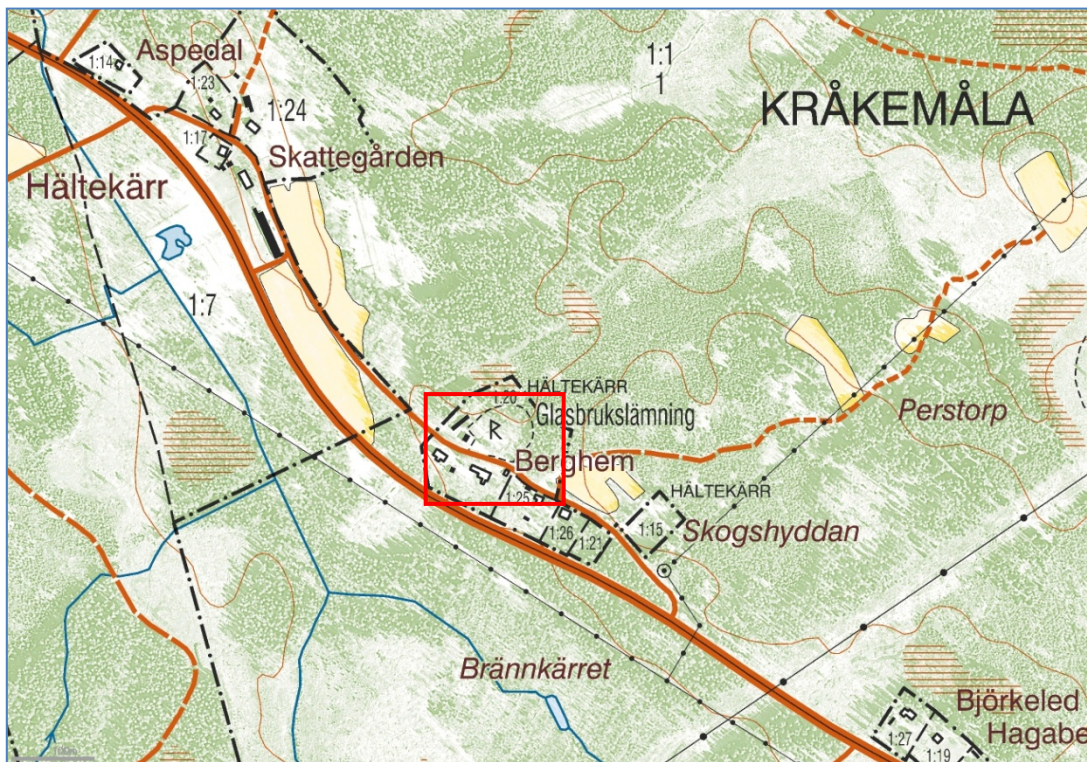 Aspedal
1:14
1:23
1:24
1:17
Skattegården
1:1
1
KRÅKEMÅLA
Hältekärr
1:7
HÄLTEKÄRR
1:20
Glasbrukslämning
R
Berghem
Perstorp
1:25
HÄLTEKÄRR
1:15
Skogshyddan
1:26
1:21
Brännkärret
Björkeled
Hagabe
1:27
1:19